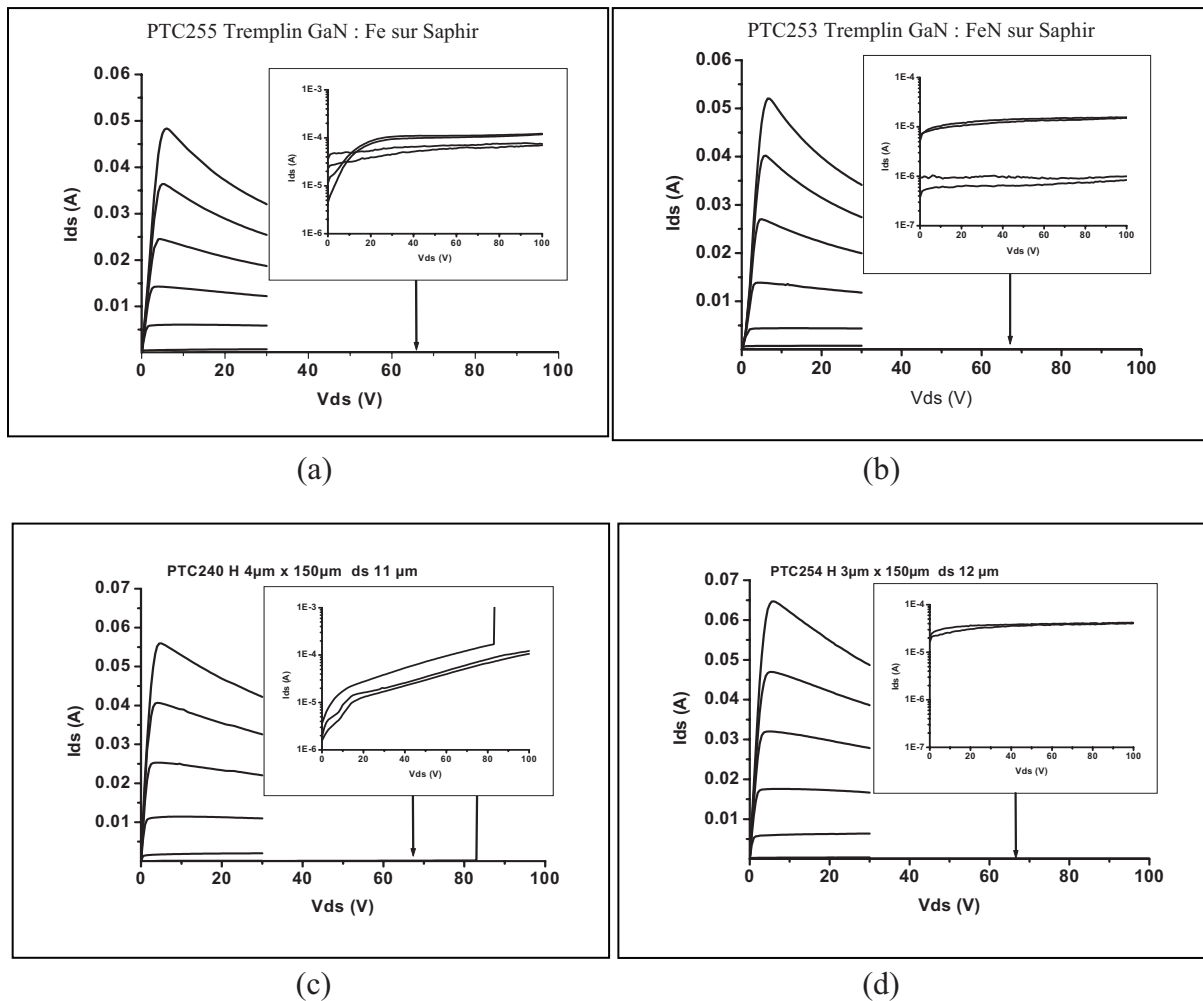 PTC255 Tremplin GaN : Fe sur Saphir
0.06
0.05
0.04
0.03
0.02
0.01
Ids (A)
0 20 40 60 80 100
Vds (V)
1E-3
1E-4
1E-5
1E-6
Ids (A)
0 20 40 60 80 100
Vds (V)
(a)
PTC253 Tremplin GaN : FeN sur Saphir
0.06
0.05
0.04
0.03
0.02
0.01
Ids (A)
0 20 40 60 80 100
Vds (V)
1E-4
1E-5
1E-6
1E-7
Ids (A)
0 20 40 60 80 100
Vds (V)
(b)
PTC240 H 4µm x 150µm ds 11 µm
0.07
0.06
0.05
0.04
0.03
0.02
0.01
Ids (A)
0 20 40 60 80 100
Vds (V)
1E-3
1E-4
1E-5
1E-6
Ids (A)
0 20 40 60 80 100
Vds (V)
(c)
PTC254 H 3µm x 150µm ds 12 µm
0.07
0.06
0.05
0.04
0.03
0.02
0.01
Ids (A)
0 20 40 60 80 100
Vds (V)
1E-4
1E-5
1E-6
1E-7
Ids (A)
0 20 40 60 80 100
Vds (V)
(d)